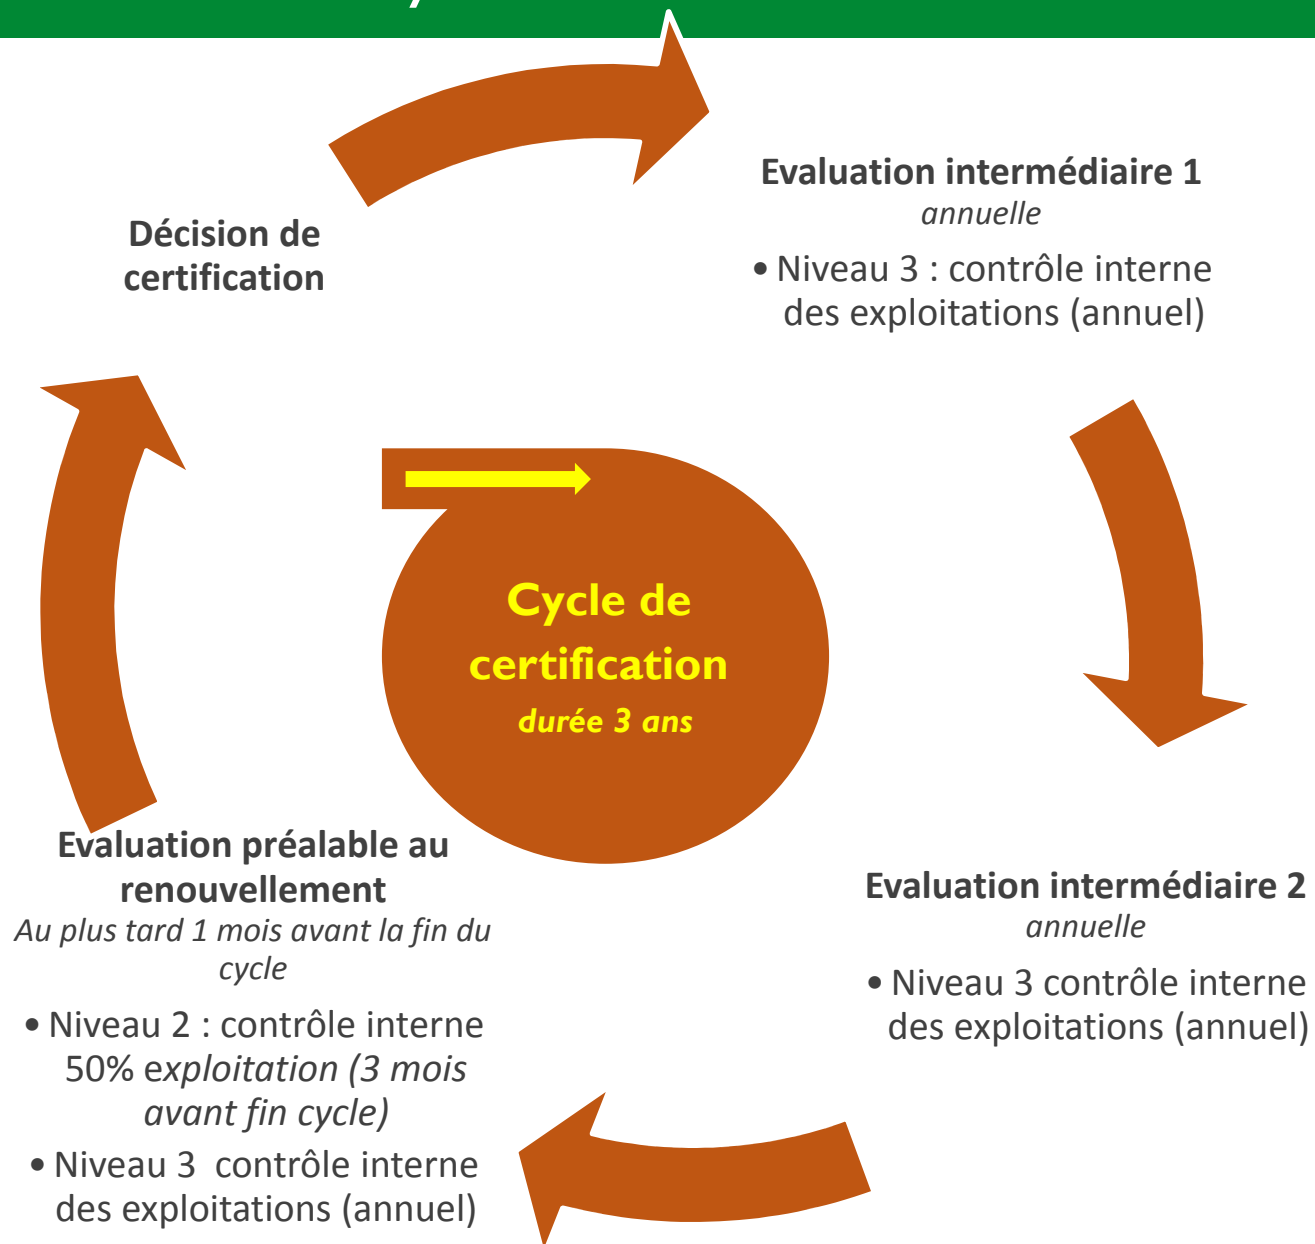 Décision de
certification
Evaluation intermédiaire 1
annuelle
• Niveau 3 : contrôle interne
des exploitations (annuel)
Cycle de
certification
durée 3 ans
Evaluation intermédiaire 2
annuelle
• Niveau 3 contrôle interne
des exploitations (annuel)
Evaluation préalable au
renouvellement
Au plus tard 1 mois avant la fin du
cycle
• Niveau 2 : contrôle interne
50% exploitation (3 mois
avant fin cycle)
• Niveau 3 contrôle interne
des exploitations (annuel)